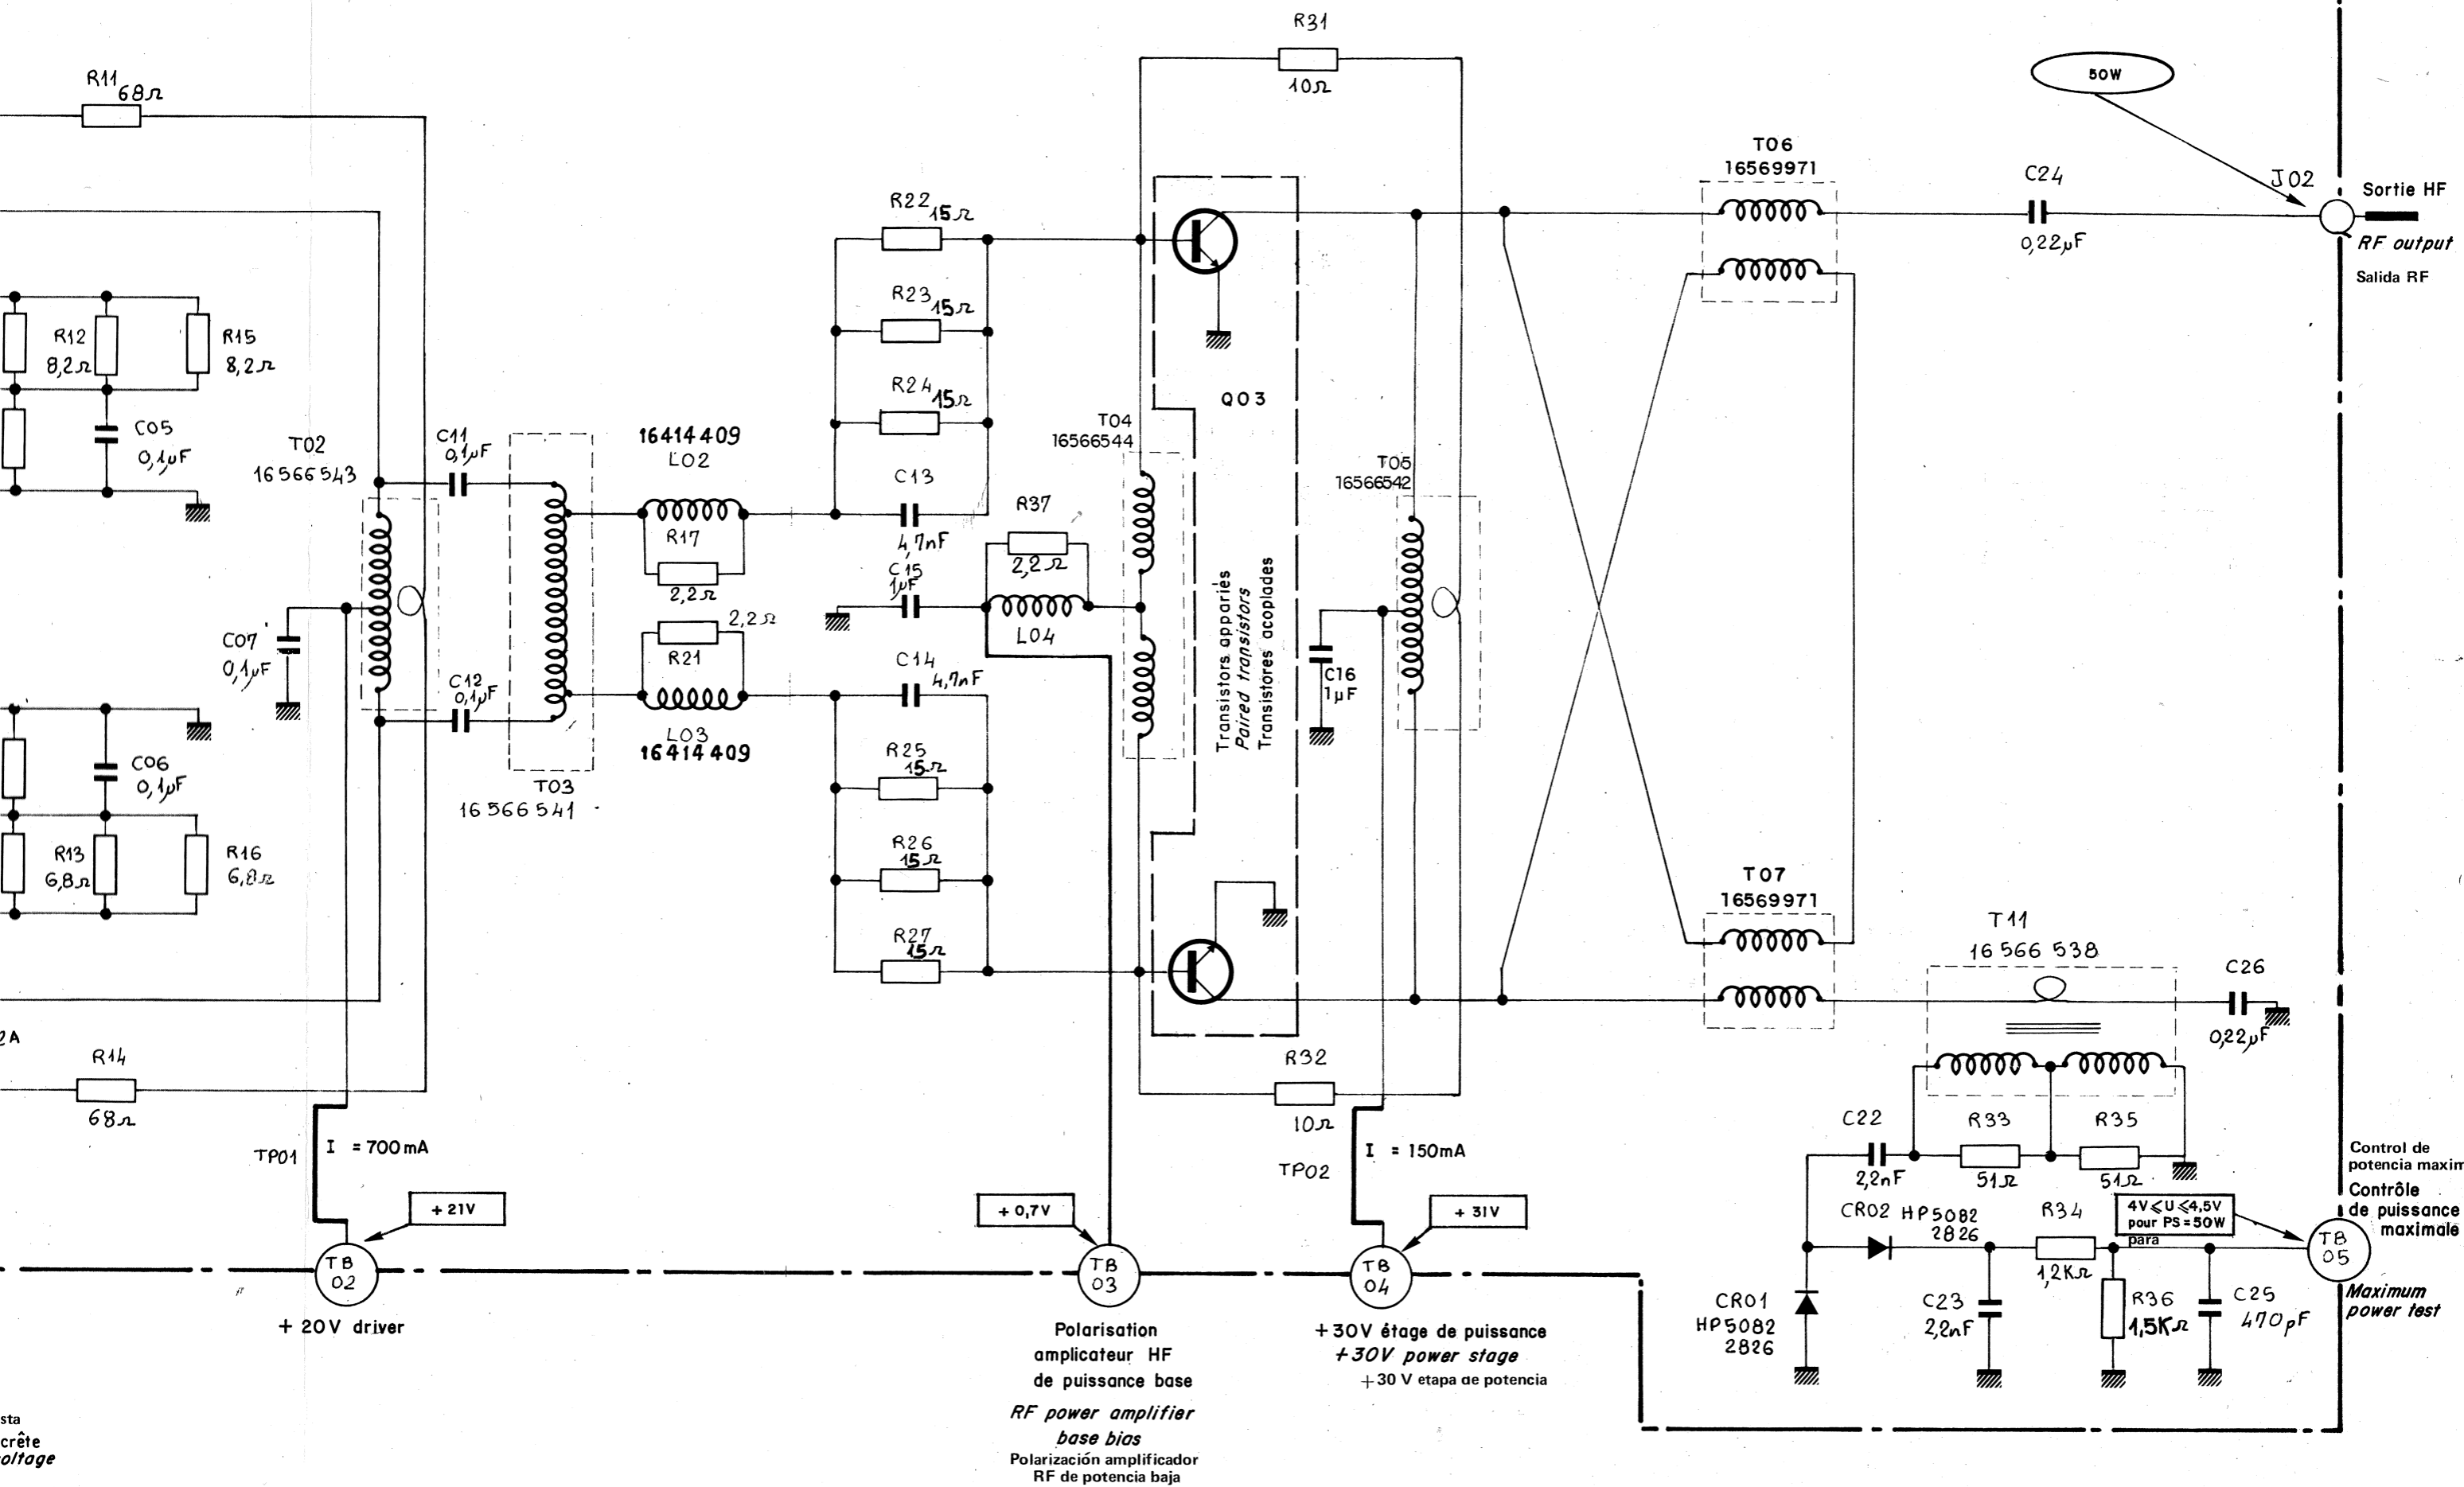 R31
10Ω
R11
68Ω
50W
T06
16569971
C24
0,22µF
J02
Sortie HF
RF output
Salida RF
R22
15Ω
R23
15Ω
R24
15Ω
R12
8,2Ω
R15
8,2Ω
C05
0,1µF
T02
16566543
C11
0,1µF
16414409
L02
R17
2,2Ω
C13
4,7nF
C15
1µF
R37
2,2Ω
L04
T04
16566544
Q03
T05
16566542
Transistors appariés
Paired transistors
Transistores acoplades
C16
1µF
C07
0,1µF
C12
0,1µF
2,2Ω
R21
L03
16414409
C14
4,7nF
T03
16566541
C06
0,1µF
R13
6,8Ω
R16
6,8Ω
R25
15Ω
R26
15Ω
R27
15Ω
T07
16569971
T11
16 566 538
C26
0,22µF
2A
R14
68Ω
R32
10Ω
TP01
I = 700mA
+ 21V
TB
02
+ 20V driver
+ 0,7V
TB
03
Polarisation
amplicateur HF
de puissance base
RF power amplifier
base bias
Polarización amplificador
RF de potencia baja
TP02
I = 150mA
+ 31V
TB
04
+30V étage de puissance
+30V power stage
+30 V etapa de potencia
C22
2,2nF
R33
51Ω
R35
51Ω
CR02 HP5082
2826
R34
1,2KΩ
4V⩽U⩽4,5V
pour PS=50W
para
CR01
HP5082
2826
C23
2,2nF
R36
1,5KΩ
C25
470pF
TB
05
Control de
potencia maxim
Contrôle
de puissance
maximale
Maximum
power test
sta
crête
oltage